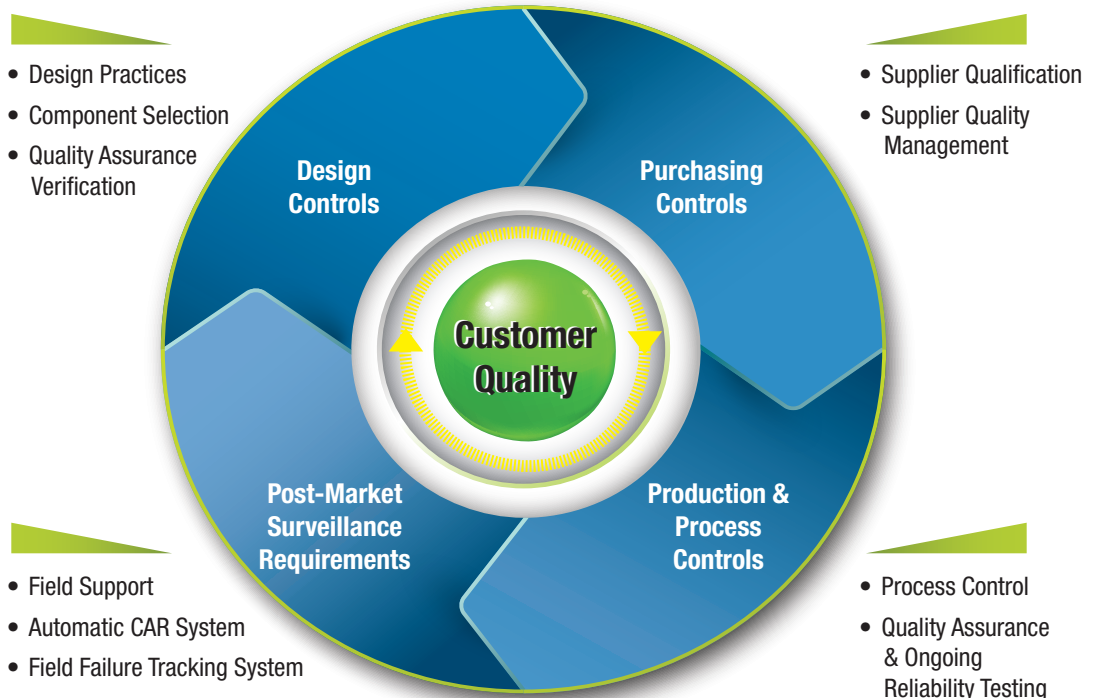 • Design Practices
• Component Selection
• Quality Assurance
Verification
• Supplier Qualification
• Supplier Quality
Management
Design
Controls
Purchasing
Controls
Customer
Quality
Post-Market
Surveillance
Requirements
Production &
Process
Controls
• Field Support
• Automatic CAR System
• Field Failure Tracking System
• Process Control
• Quality Assurance
& Ongoing
Reliability Testing